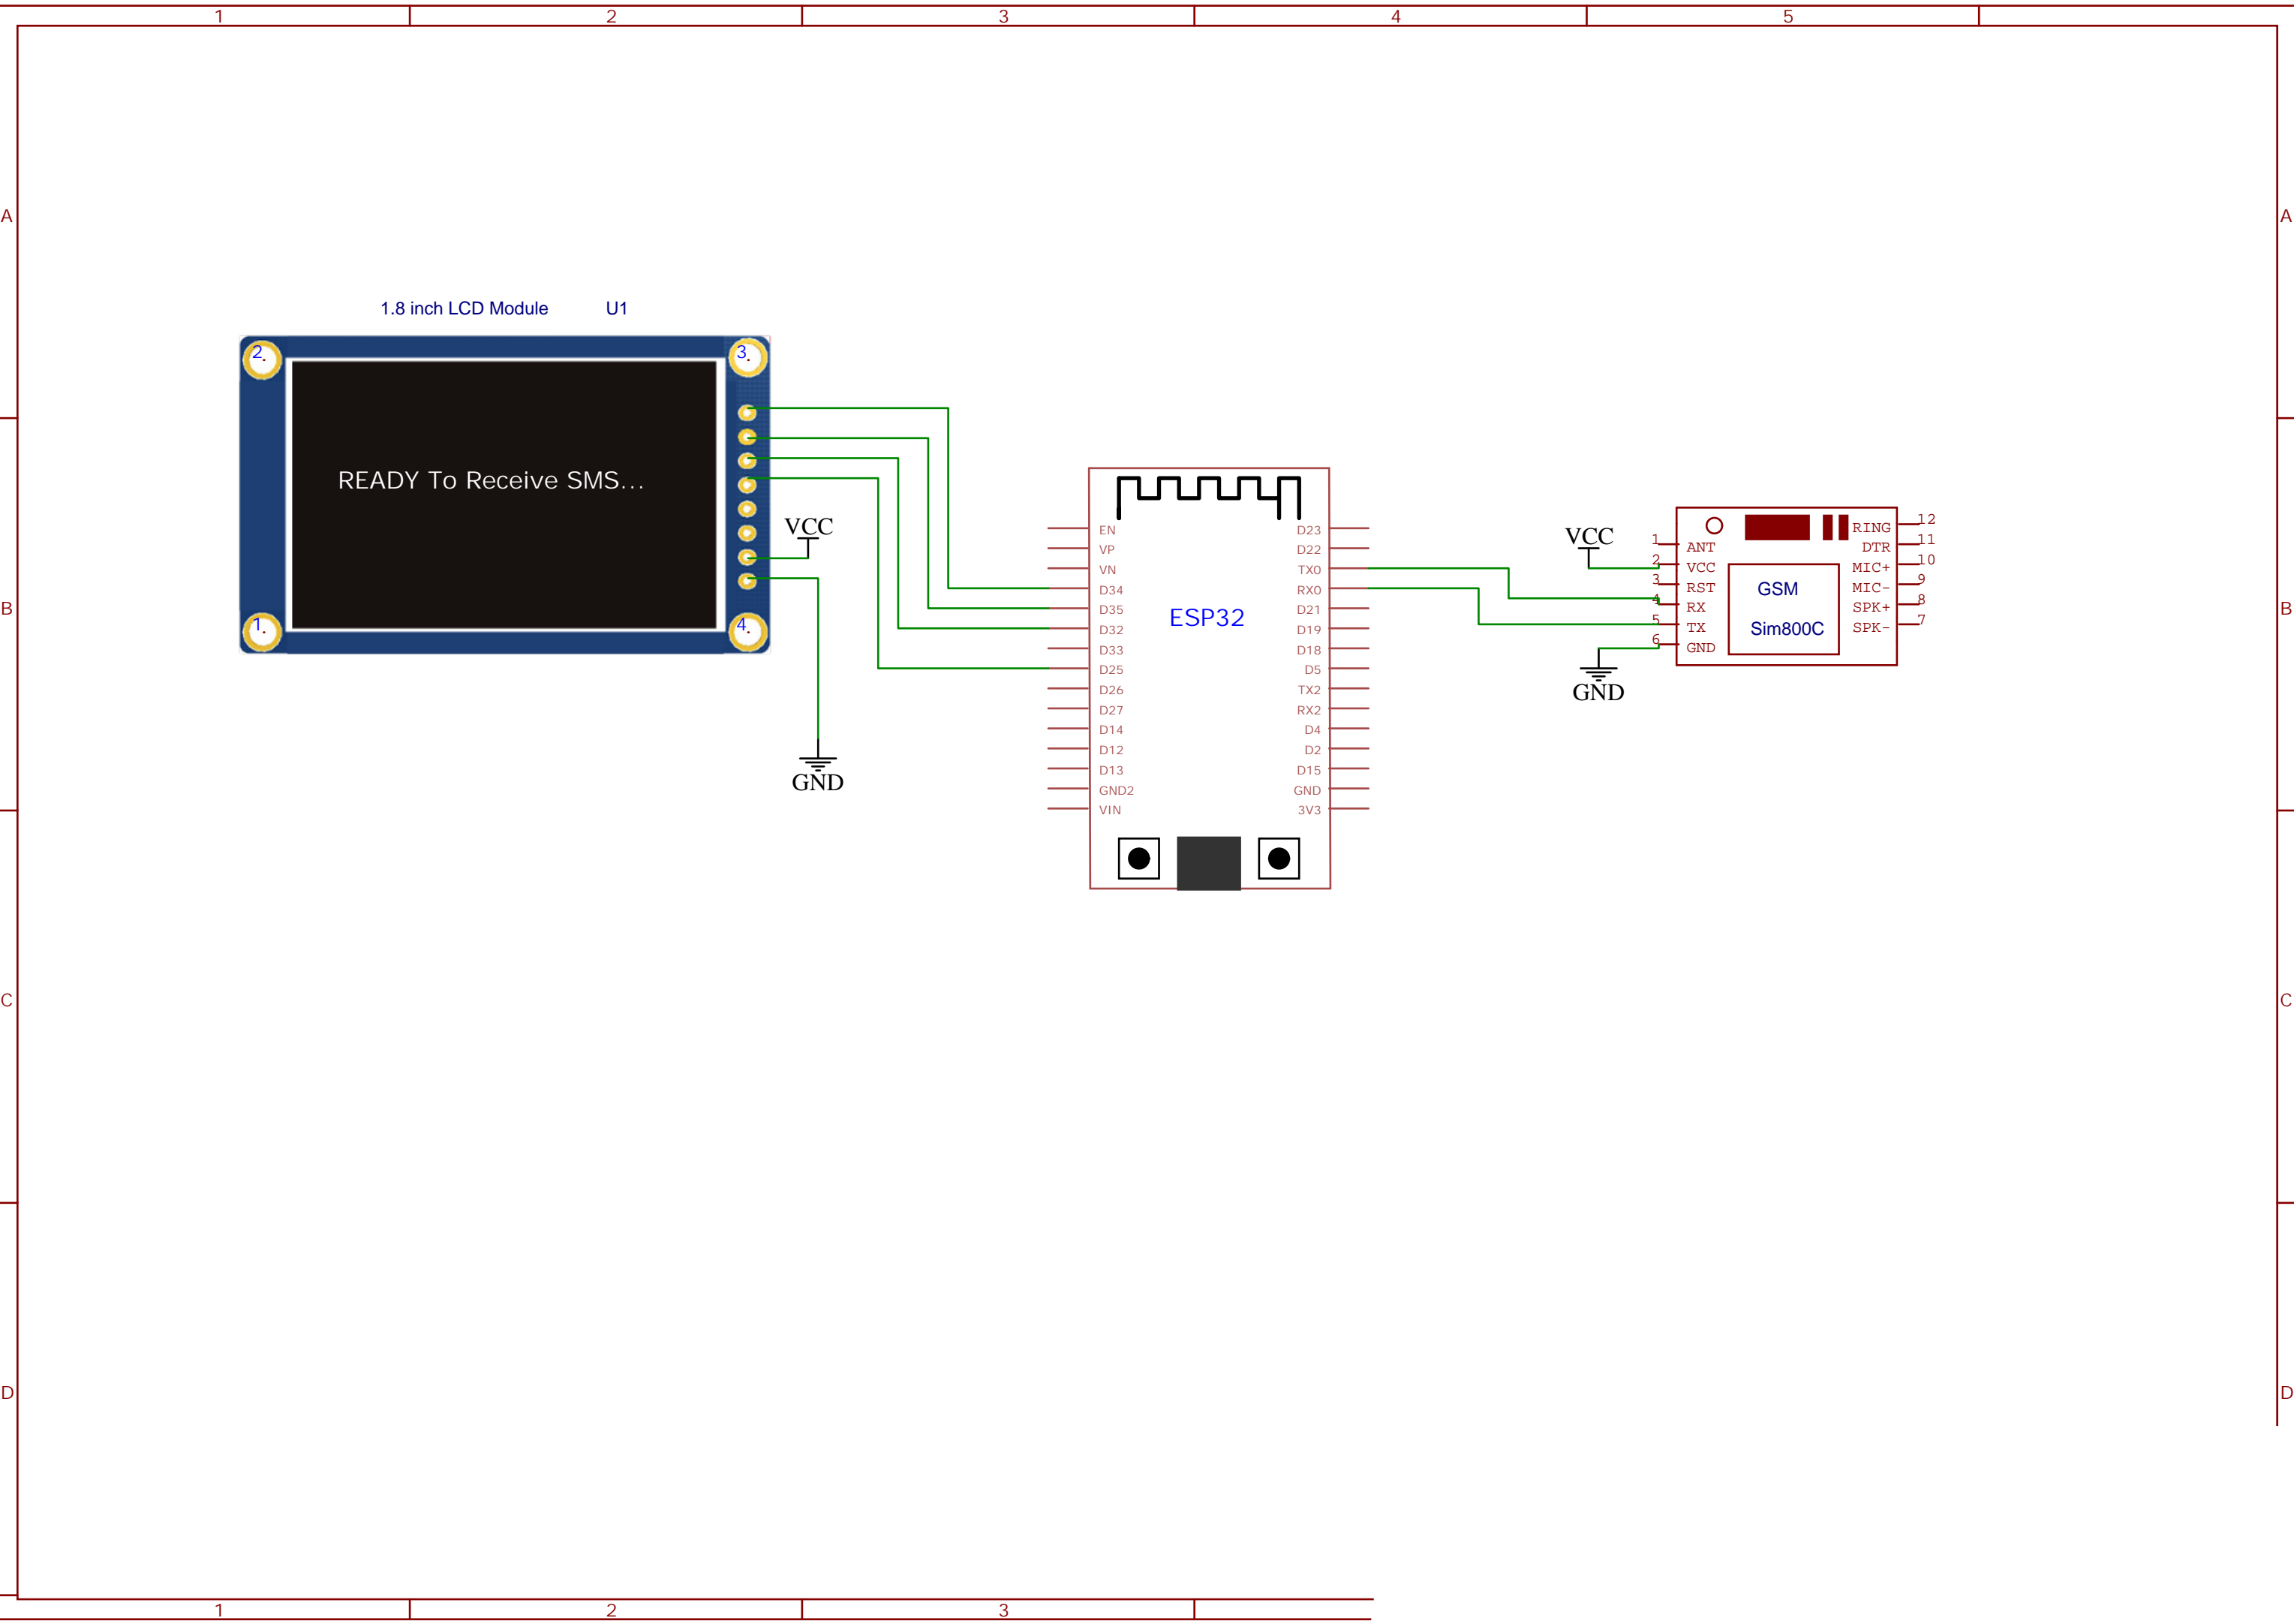 1 2 3 4 5
A A
1.8 inch LCD Module U1
2. 3.
READY To Receive SMS...
1. 4.
VCC
GND
B B
ESP32
EN
VP
VN
D34
D35
D32
D33
D25
D26
D27
D14
D12
D13
GND2
VIN
D23
D22
TX0
RX0
D21
D19
D18
D5
TX2
RX2
D4
D2
D15
GND
3V3
VCC
GND
1 ANT
2 VCC
3 RST
4 RX
5 TX
6 GND
GSM
Sim800C
RING 12
DTR 11
MIC+ 10
MIC- 9
SPK+ 8
SPK- 7
C C
D D
1 2 3